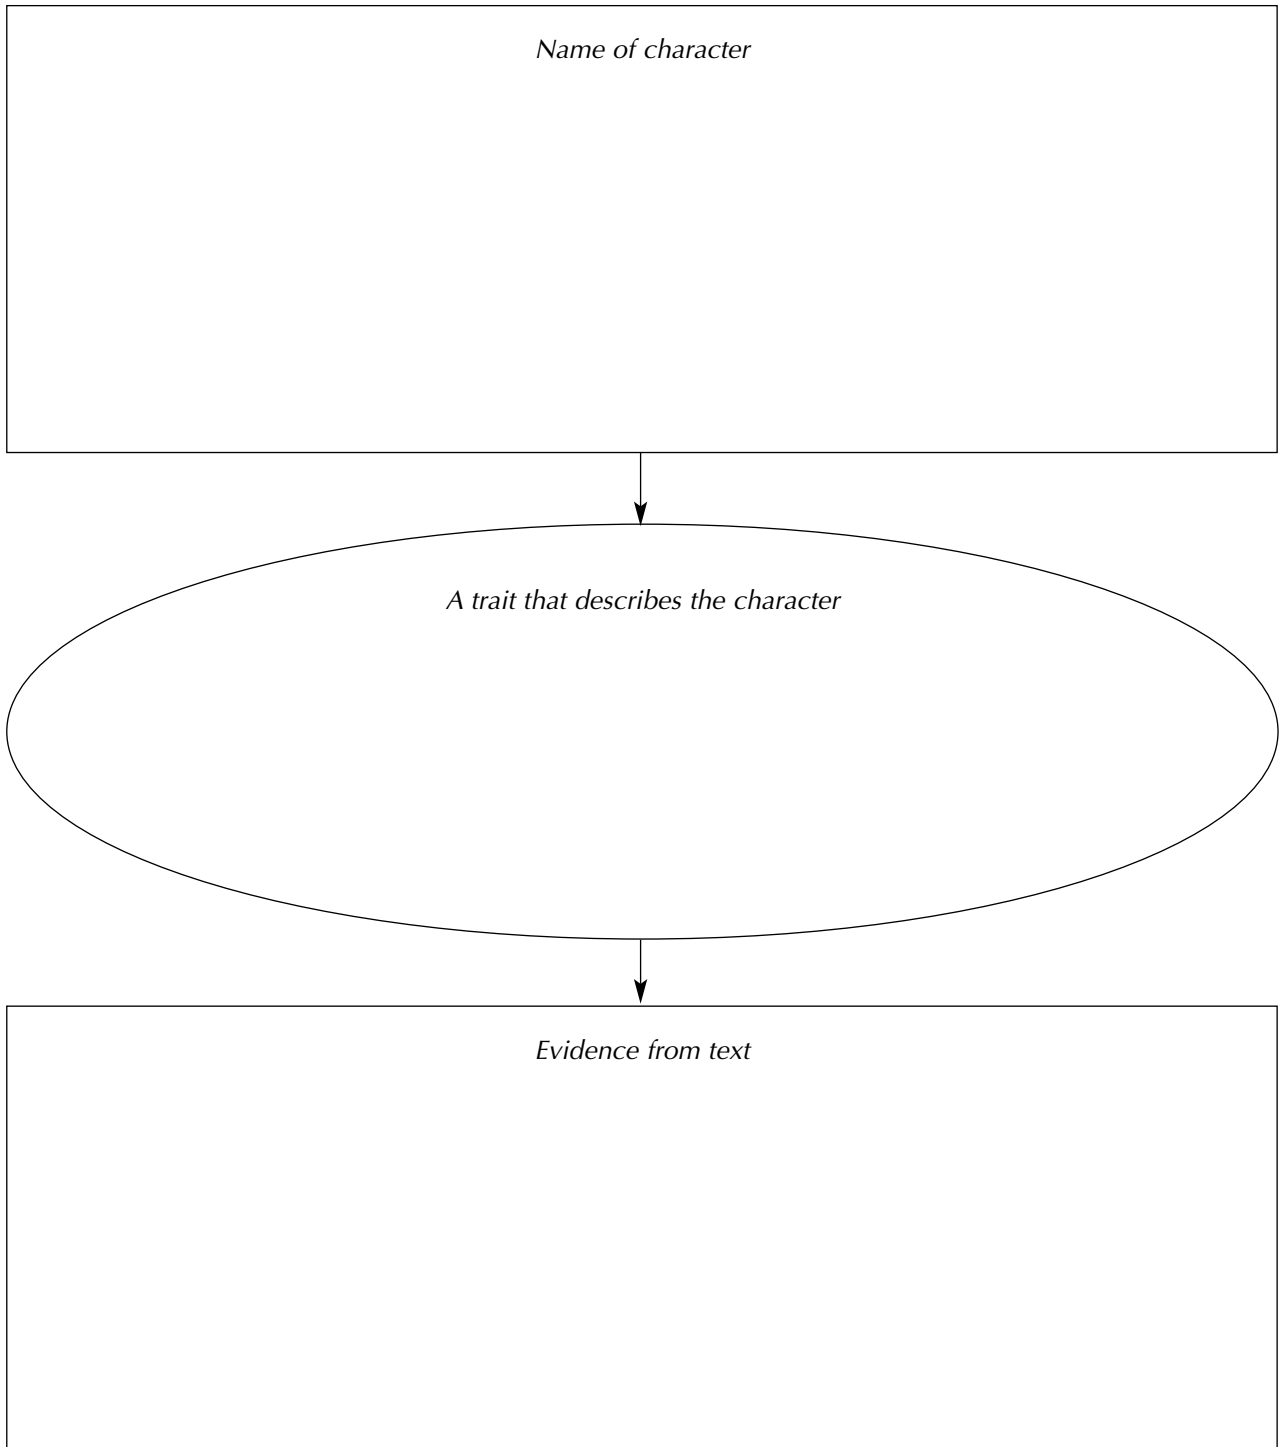 Name of character
A trait that describes the character
Evidence from text